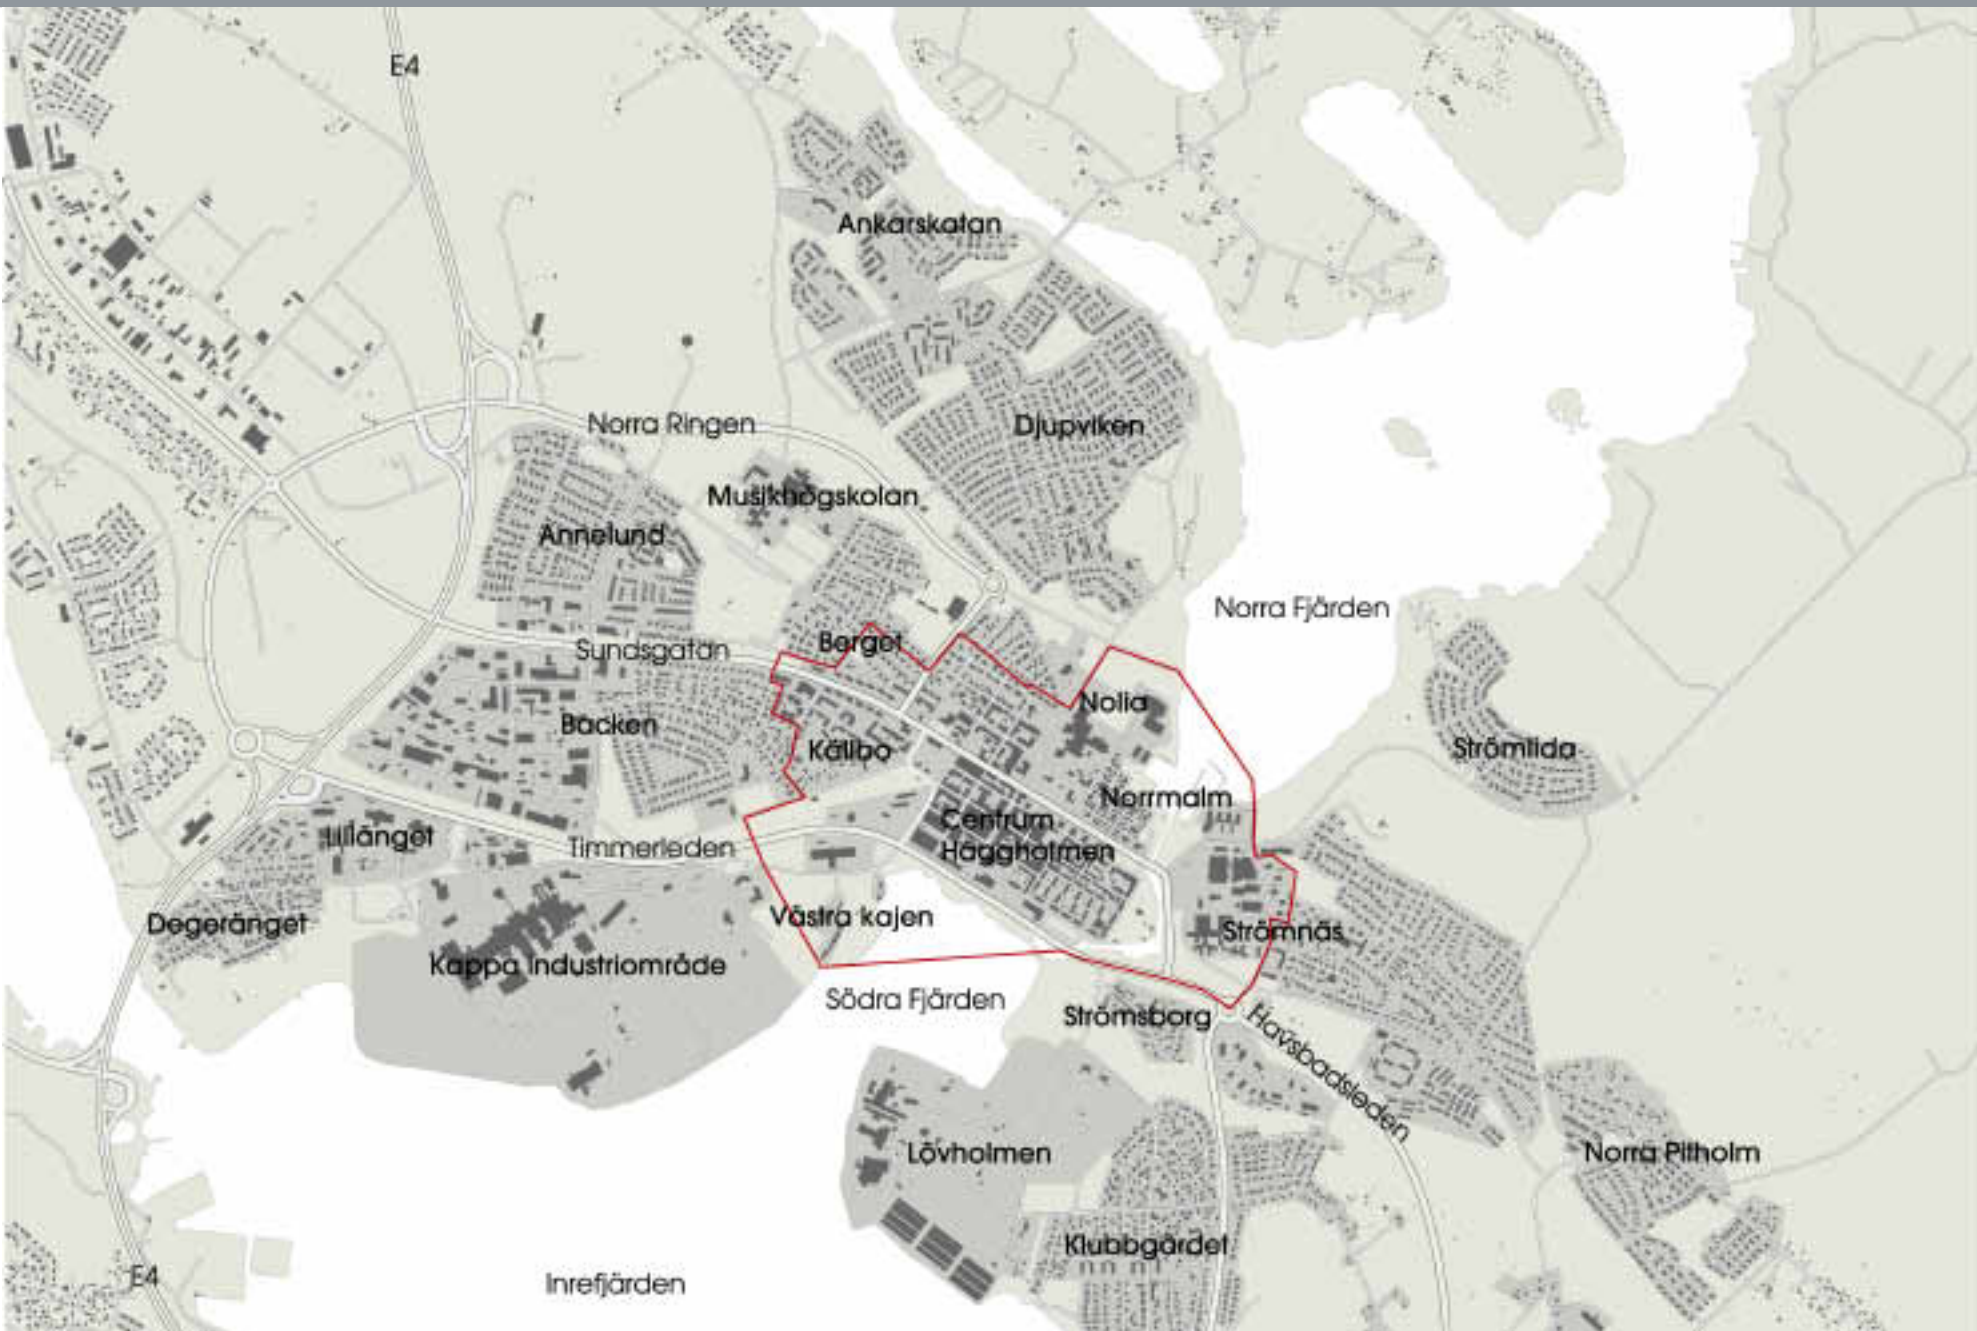 E4
Ankarskatan
Norra Ringen
Djupviken
Musikhögskolan
Annelund
Norra Fjärden
Berget
Sundsgatan
Nolia
Backen
Källbo
Strömlida
Norrmalm
Centrum
Häggholmen
Lillänget
Timmerleden
Västra kajen
Degeränget
Strömnäs
Kappa Industriområde
Södra Fjärden
Strömsborg
Havsbadsleden
Lövholmen
Norra Pitholm
Klubbgärdet
E4
Inrefjärden